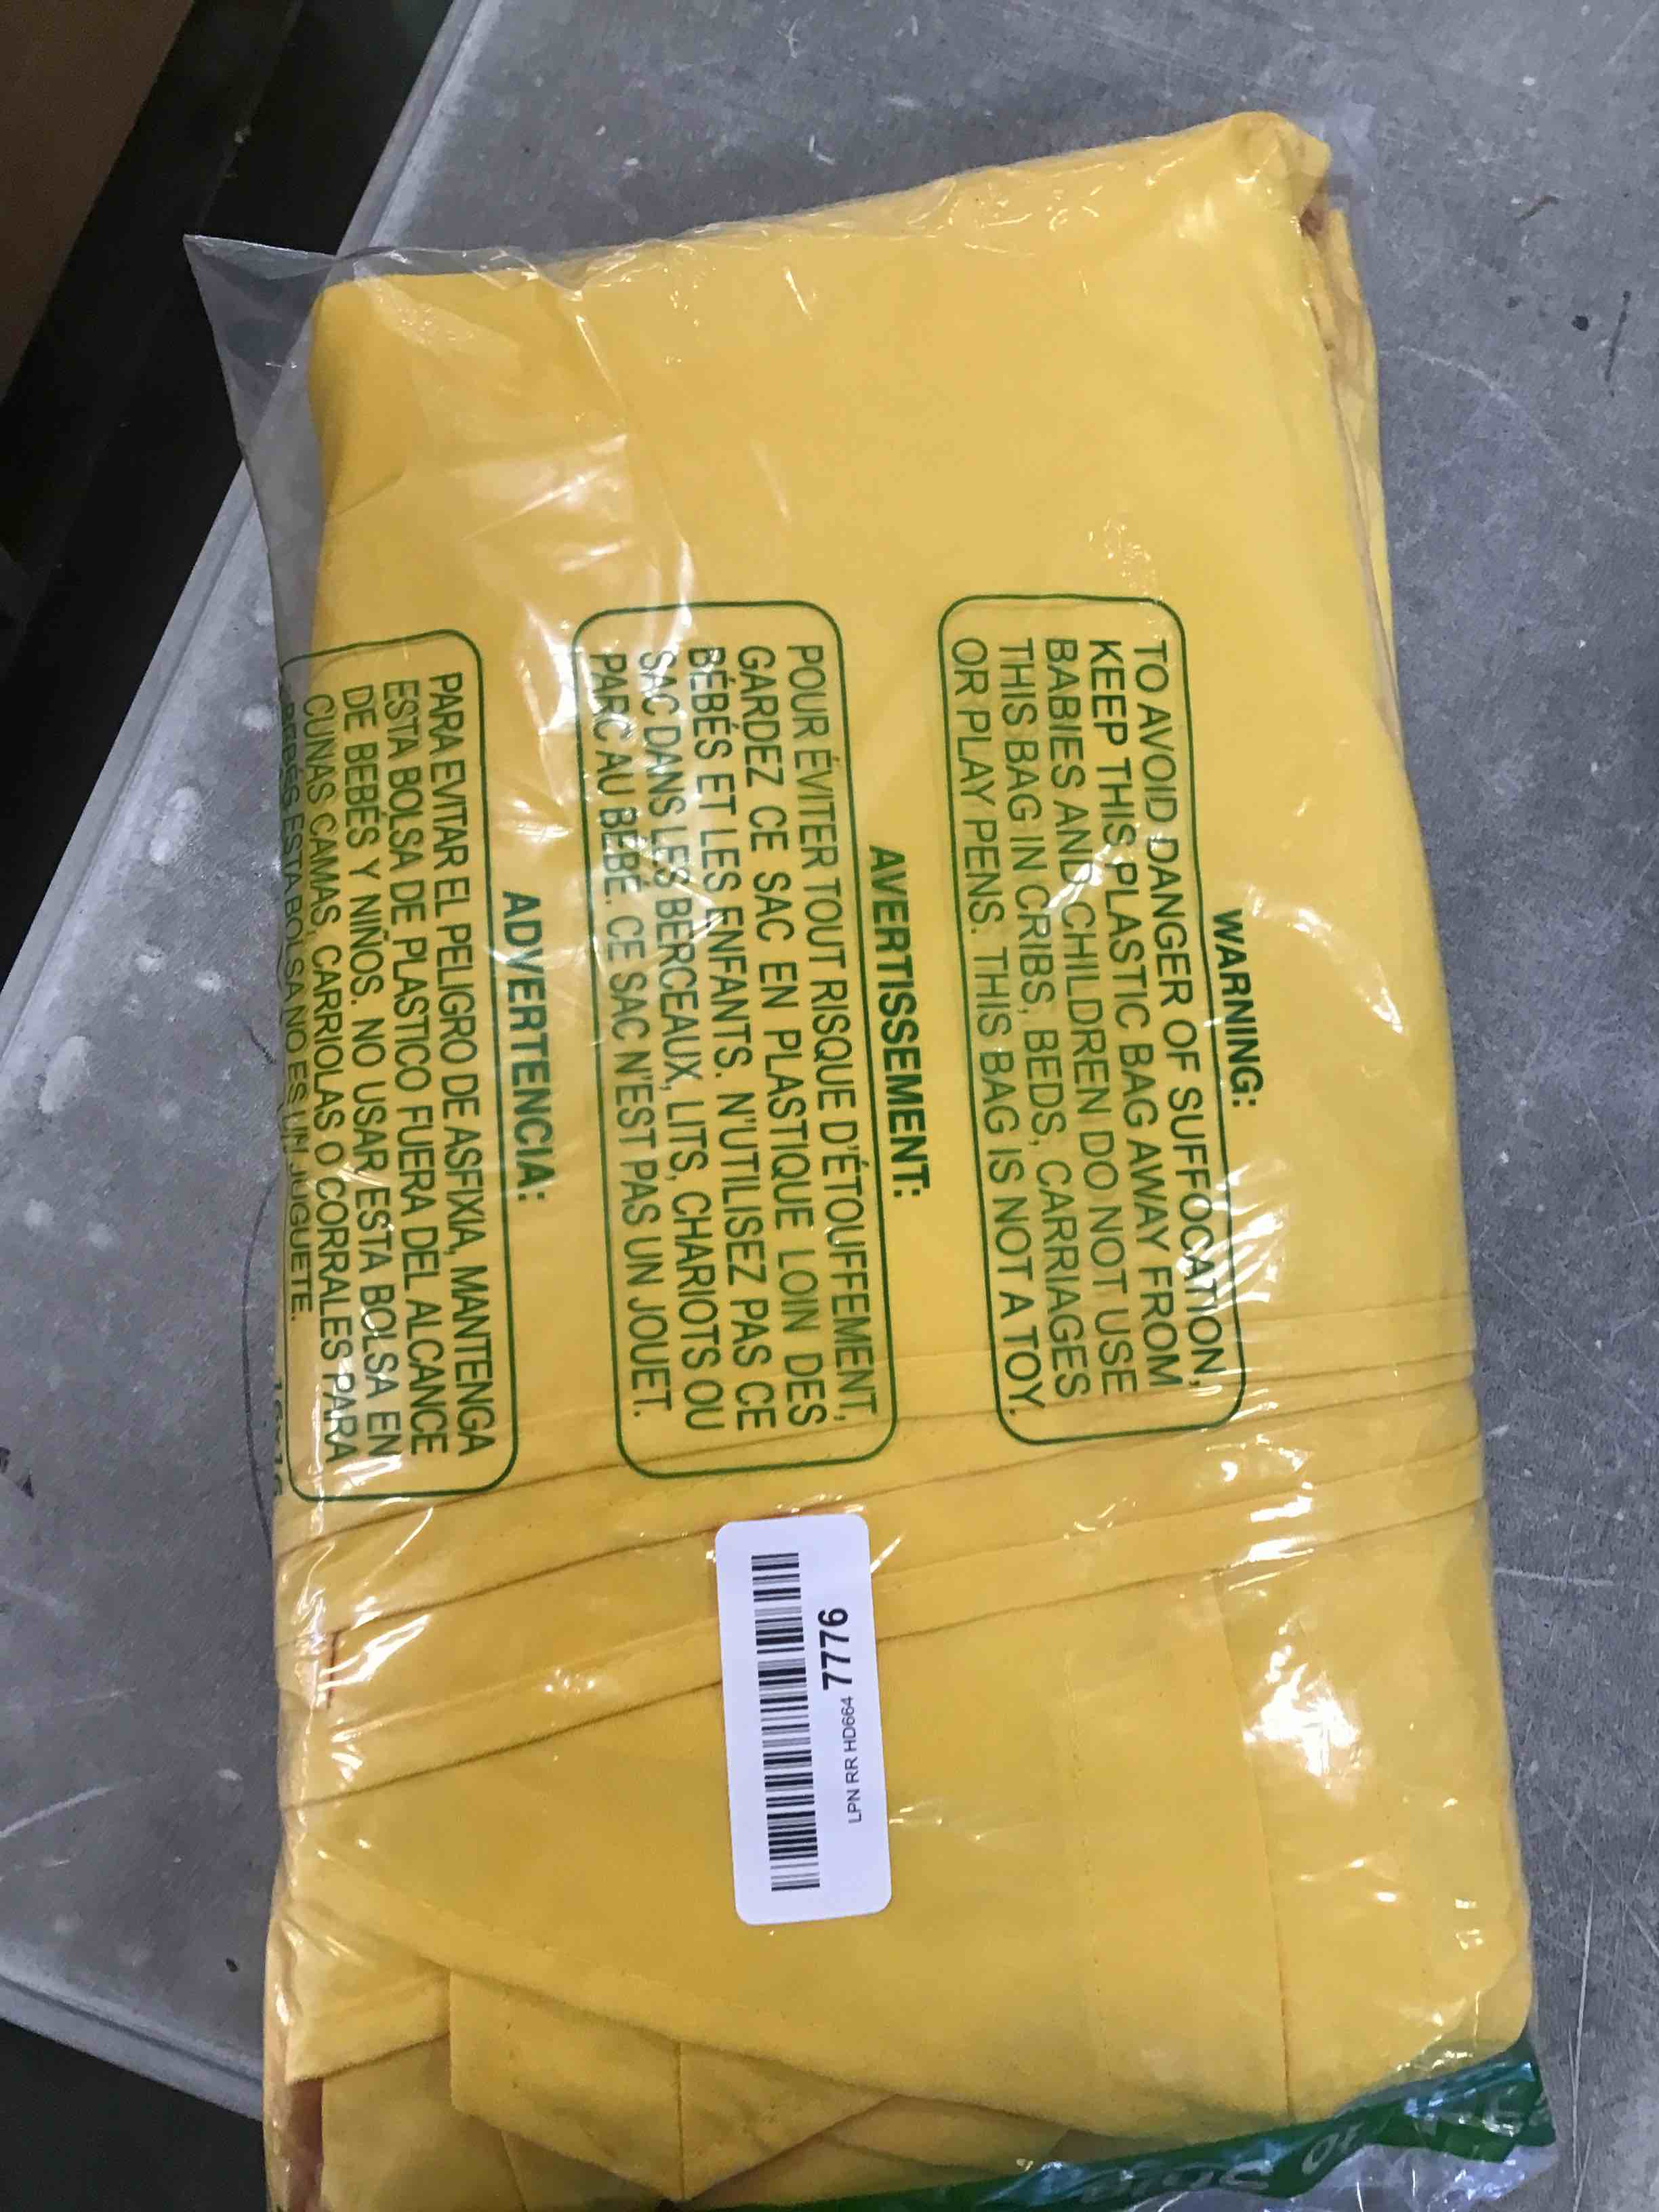 WARNING:
TO AVOID DANGER OF SUFFOCATION,
KEEP THIS PLASTIC BAG AWAY FROM
BABIES AND CHILDREN DO NOT USE
THIS BAG IN CRIBS, BEDS, CARRIAGES
OR PLAY PENS. THIS BAG IS NOT A TOY.
AVERTISSEMENT:
POUR ÉVITER TOUT RISQUE D'ÉTOUFFEMENT,
GARDEZ CE SAC EN PLASTIQUE LOIN DES
BÉBÉS ET LES ENFANTS. N'UTILISEZ PAS CE
SAC DANS LES BERCEAUX, LITS, CHARIOTS OU
PARC AU BÉBÉ. CE SAC N'EST PAS UN JOUET.
ADVERTENCIA:
PARA EVITAR EL PELIGRO DE ASFIXIA, MANTENGA
ESTA BOLSA DE PLASTICO FUERA DEL ALCANCE
DE BEBÉS Y NIÑOS. NO USAR ESTA BOLSA EN
CUNAS CAMAS, CARRIOLAS O CORRALES PARA
BEBÉS ESTA BOLSA NO ES UN JUGUETE.
LPN RR HD664 7776